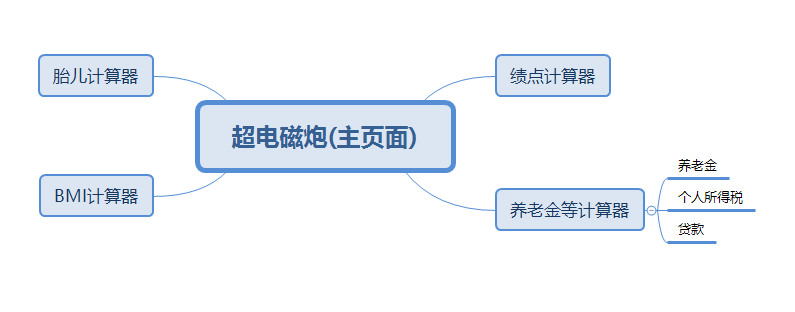 胎儿计算器
绩点计算器
超电磁炮(主页面)
BMI计算器
养老金等计算器
养老金
个人所得税
贷款